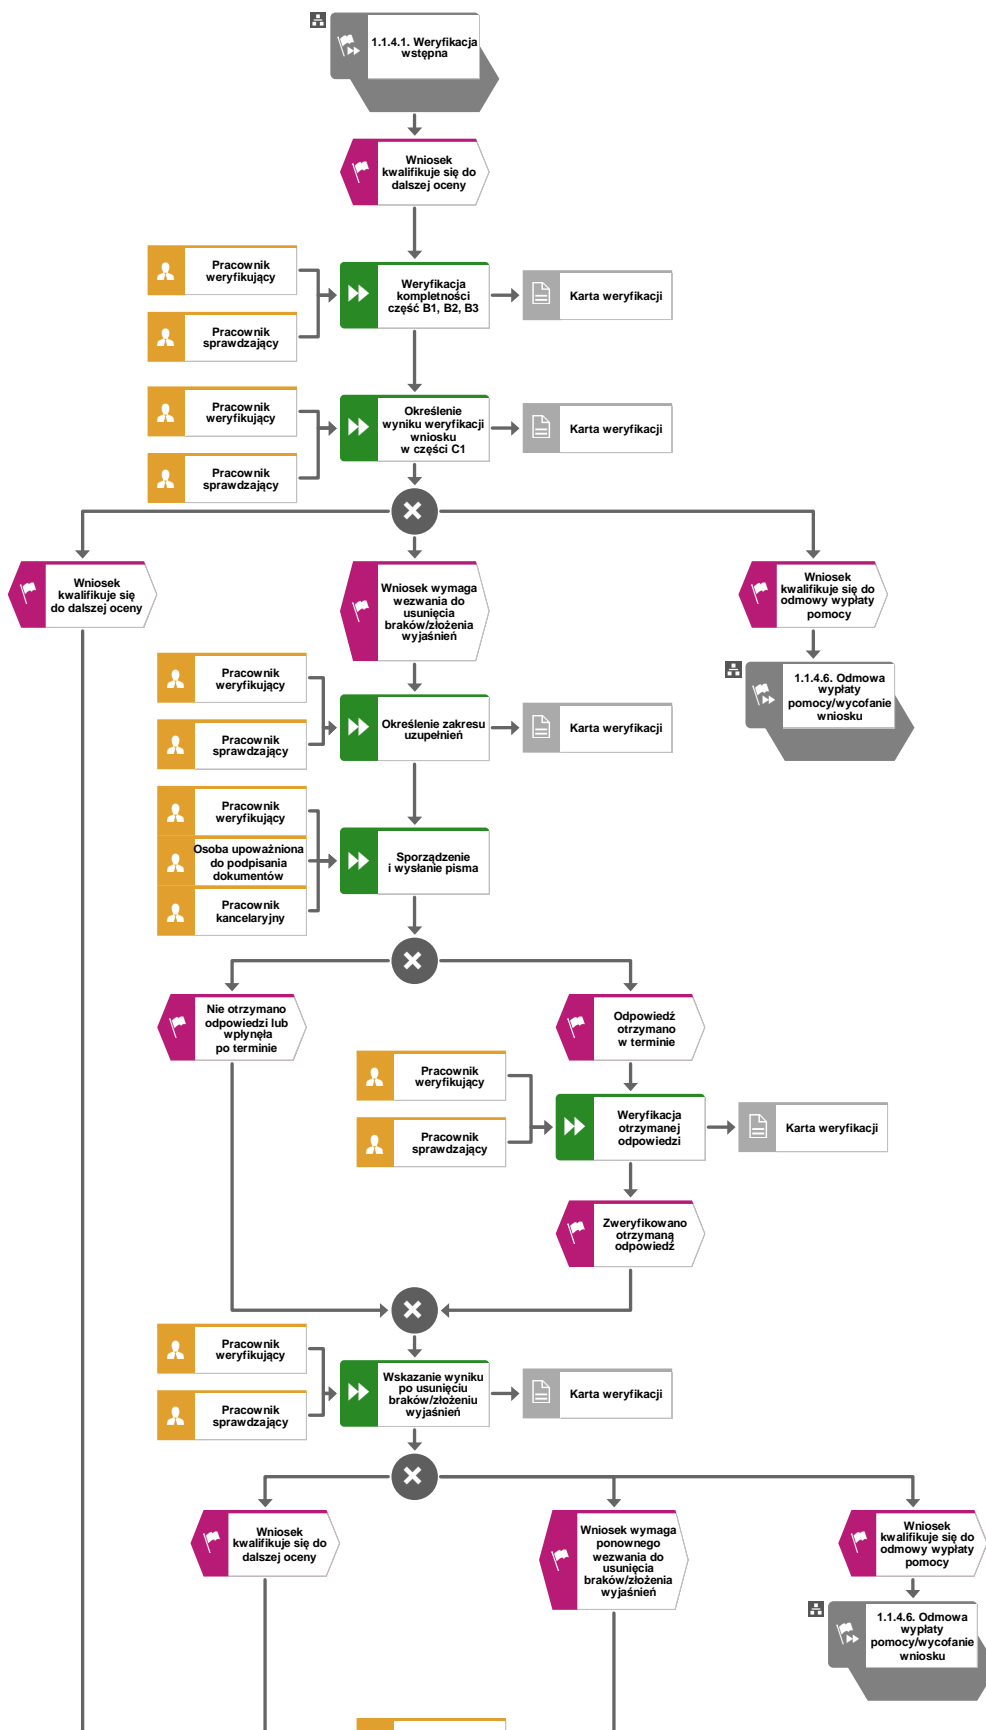 1.1.4.1. Weryfikacja
wstępna
Wniosek
kwalifikuje się do
dalszej oceny
Pracownik
weryfikujący
Pracownik
sprawdzający
Weryfikacja
kompletności
część B1, B2, B3
Karta weryfikacji
Pracownik
weryfikujący
Pracownik
sprawdzający
Określenie
wyniku weryfikacji
wniosku
w części C1
Karta weryfikacji
Wniosek
kwalifikuje się
do dalszej oceny
Wniosek wymaga
wezwania do
usunięcia
braków/złożenia
wyjaśnień
Wniosek
kwalifikuje się do
odmowy wypłaty
pomocy
1.1.4.6. Odmowa
wypłaty
pomocy/wycofanie
wniosku
Pracownik
weryfikujący
Pracownik
sprawdzający
Określenie zakresu
uzupełnień
Karta weryfikacji
Pracownik
weryfikujący
Osoba upoważniona
do podpisania
dokumentów
Pracownik
kancelaryjny
Sporządzenie
i wysłanie pisma
Nie otrzymano
odpowiedzi lub
wpłynęła
po terminie
Odpowiedź
otrzymano
w terminie
Pracownik
weryfikujący
Pracownik
sprawdzający
Weryfikacja
otrzymanej
odpowiedzi
Karta weryfikacji
Zweryfikowano
otrzymaną
odpowiedź
Pracownik
weryfikujący
Pracownik
sprawdzający
Wskazanie wyniku
po usunięciu
braków/złożeniu
wyjaśnień
Karta weryfikacji
Wniosek
kwalifikuje się do
dalszej oceny
Wniosek wymaga
ponownego
wezwania do
usunięcia
braków/złożenia
wyjaśnień
Wniosek
kwalifikuje się do
odmowy wypłaty
pomocy
1.1.4.6. Odmowa
wypłaty
pomocy/wycofanie
wniosku